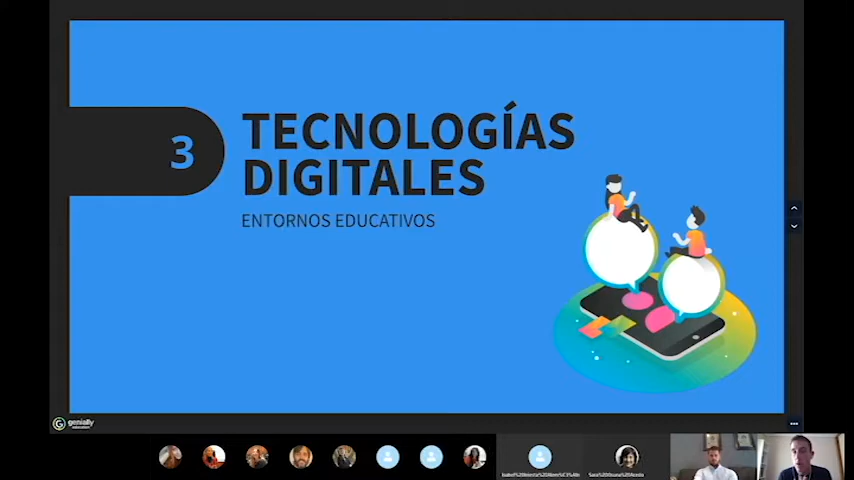 3
TECNOLOGÍAS
DIGITALES
ENTORNOS EDUCATIVOS
genially